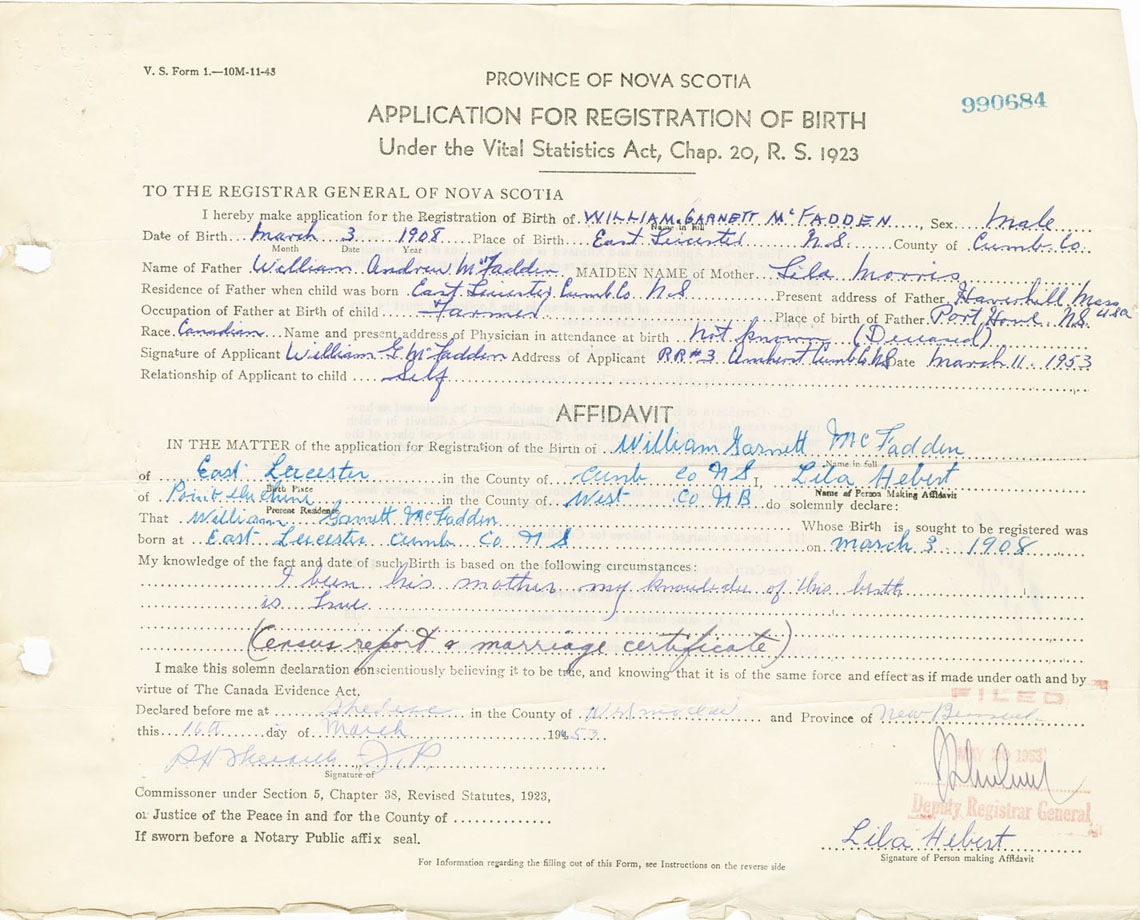 V. S. Form 1.—10M-11-43
PROVINCE OF NOVA SCOTIA
990684
APPLICATION FOR REGISTRATION OF BIRTH
Under the Vital Statistics Act, Chap. 20, R. S. 1923
TO THE REGISTRAR GENERAL OF NOVA SCOTIA
I hereby make application for the Registration of Birth of WILLIAM GARNETT McFADDEN, Sex Male
Name in full
Date of Birth March 3 1908 Place of Birth East Leicester N.S. County of Cumb. Co.
Month Date Year
Name of Father William Andrew McFadden MAIDEN NAME of Mother Lila Morris
Residence of Father when child was born East Leicester Cumb Co N S Present address of Father Haverhill Mass USA
Occupation of Father at Birth of child Farmer Place of birth of Father Port Howe N.S.
Race Canadian Name and present address of Physician in attendance at birth not known (Deceased)
Signature of Applicant William G McFadden Address of Applicant R.R.#3 Amherst Cumb Co NS Date March 11. 1953
Relationship of Applicant to child Self
AFFIDAVIT
IN THE MATTER of the application for Registration of the Birth of William Garnett McFadden
Name in full
of East Leicester in the County of Cumb Co N S, I, Lila Hebert
Birth Place Name of Person Making Affidavit
of Point in the County of West Co N B do solemnly declare:
Present Residence
That William Garnett McFadden Whose Birth is sought to be registered was
born at East Leicester Cumb Co N S on March 3 1908
My knowledge of the fact and date of such Birth is based on the following circumstances:
I been his mother my knowledge of this birth
is true
(Census report & marriage certificate)
I make this solemn declaration conscientiously believing it to be true, and knowing that it is of the same force and effect as if made under oath and by
virtue of The Canada Evidence Act.
FILED
Declared before me at Shediac in the County of Westmorland and Province of New Brunswick
this 16th day of March 1953
MAY 20 1953
Signature of
Commissoner under Section 5, Chapter 38, Revised Statutes, 1923,
Deputy Registrar General
or Justice of the Peace in and for the County of
If sworn before a Notary Public affix seal.
Lila Hebert
Signature of Person making Affidavit
For Information regarding the filling out of this Form, see Instructions on the reverse side